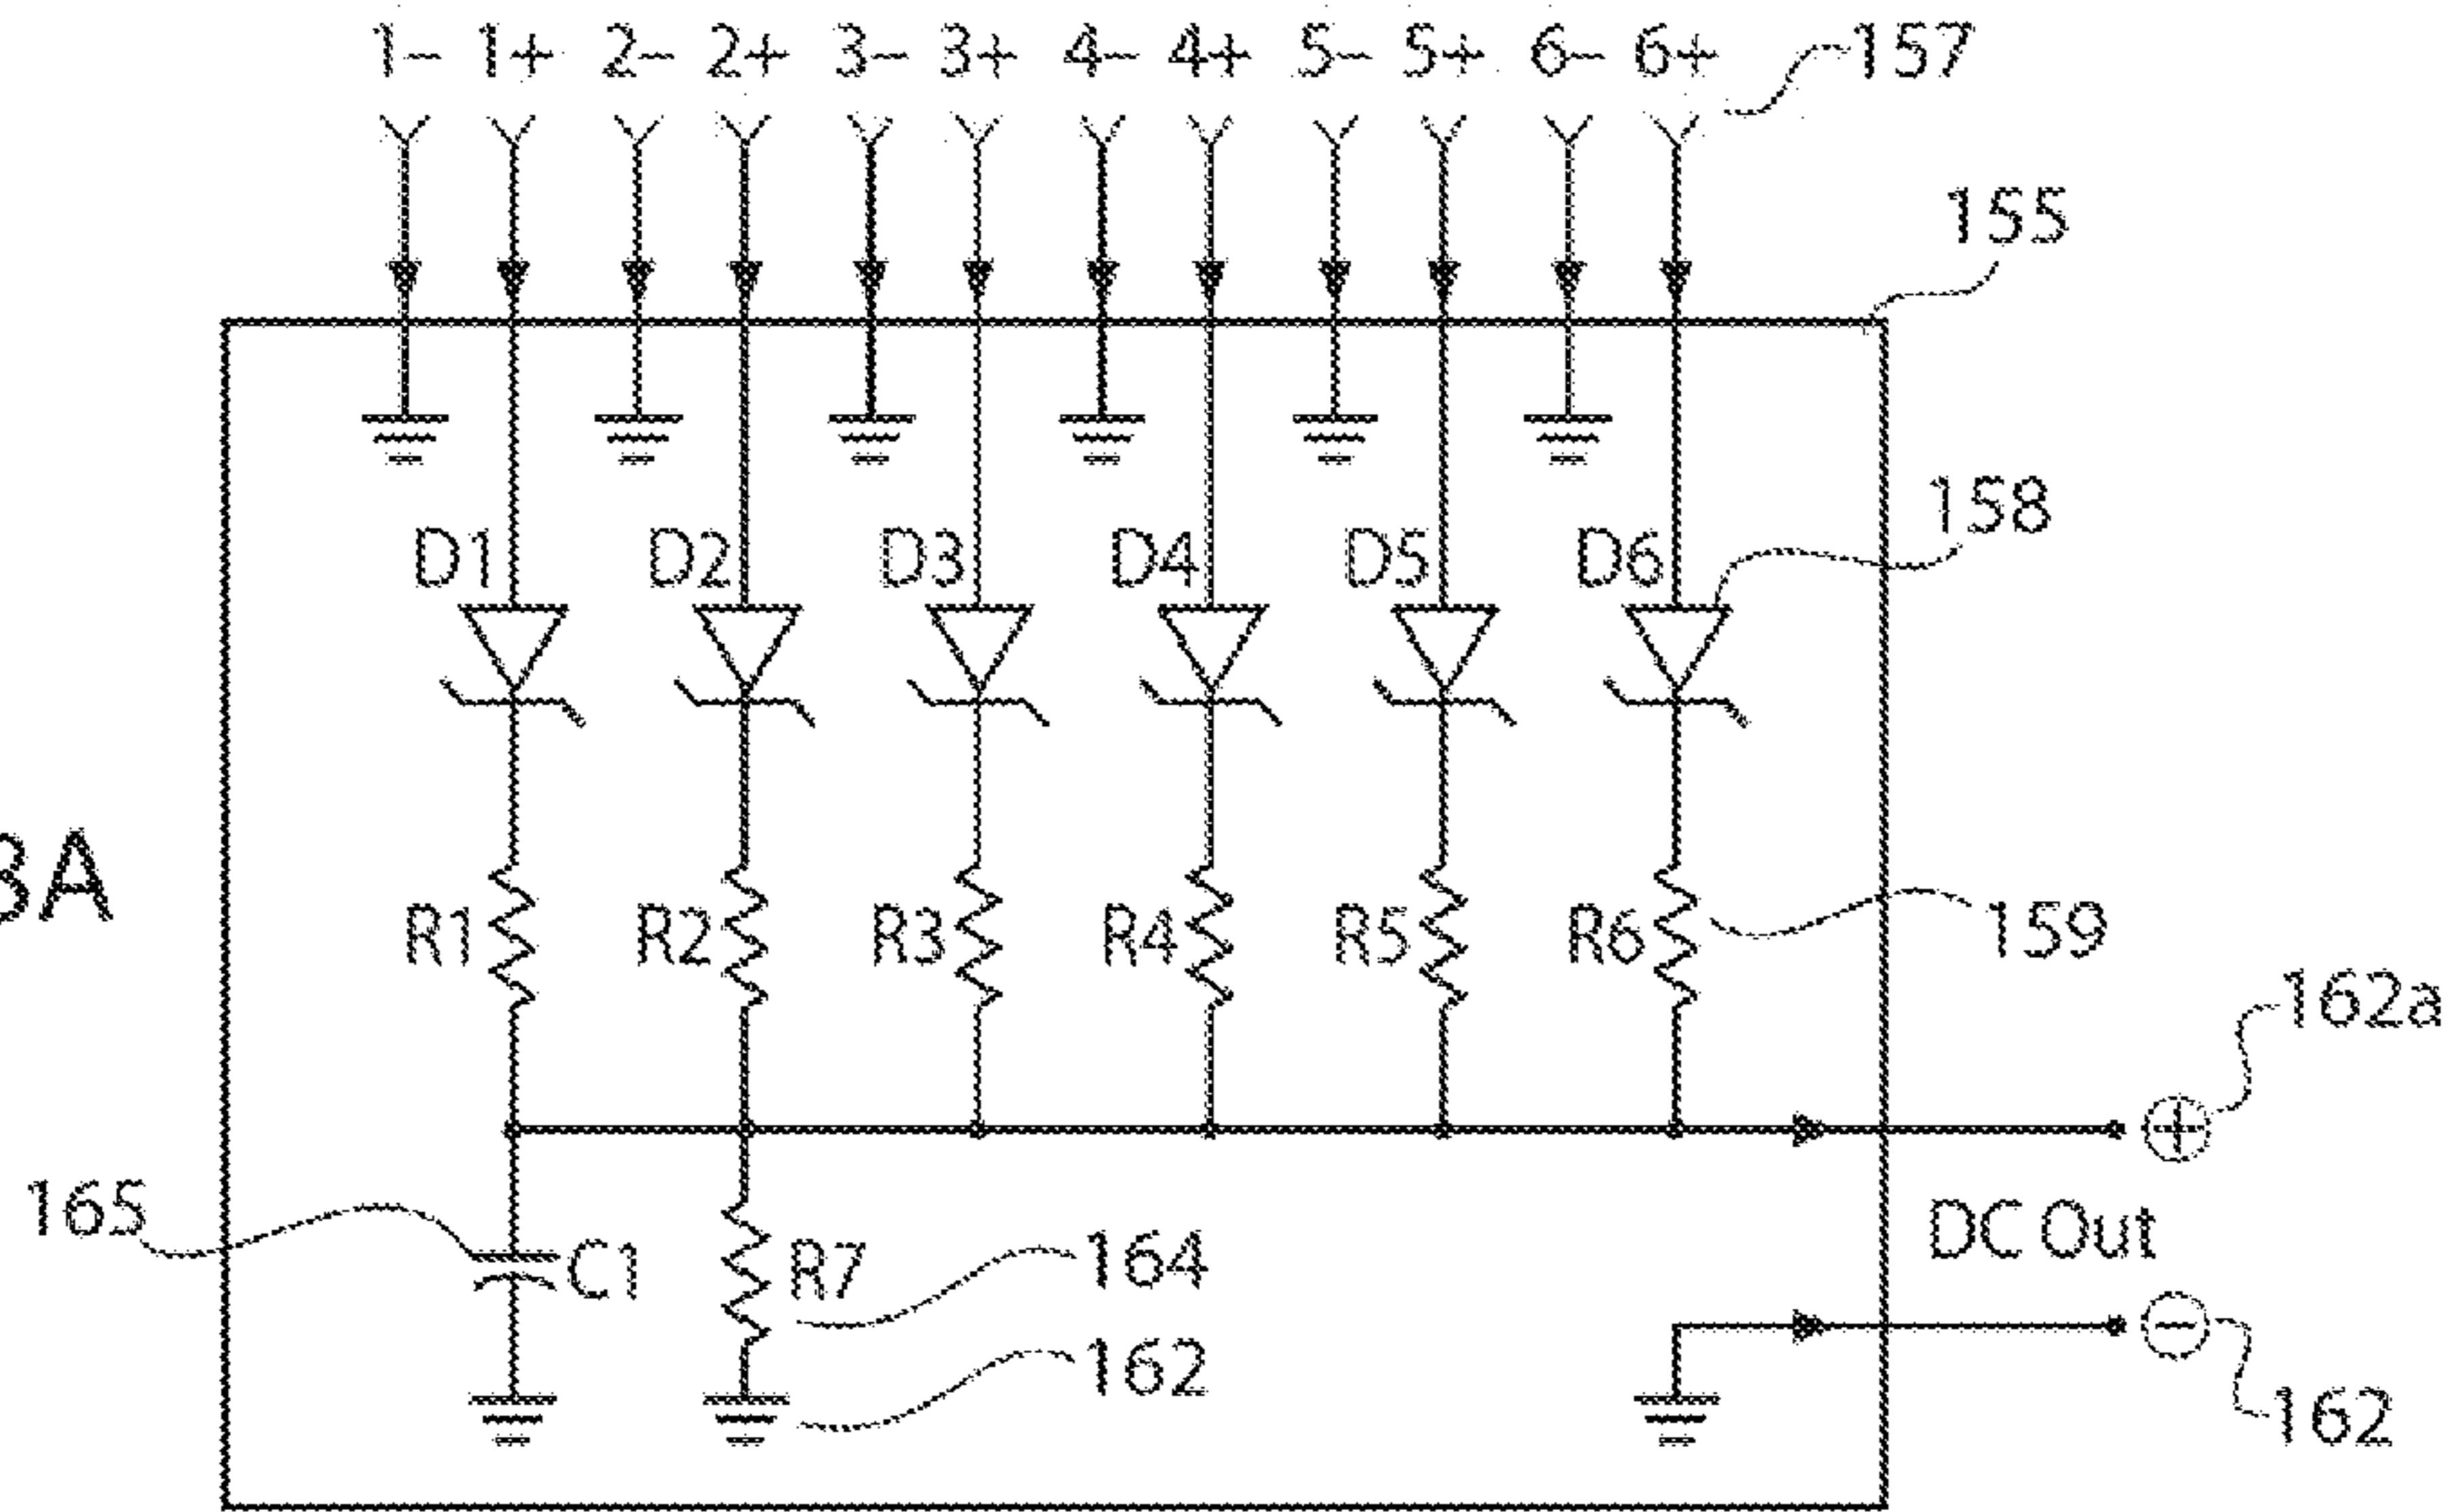 1– 1+ 2– 2+ 3– 3+ 4– 4+ 5– 5+ 6– 6+ 157
155
158
D1 D2 D3 D4 D5 D6
3A
R1 R2 R3 R4 R5 R6 159
162a
+
165 C1 R7 164 DC Out
–
162 162